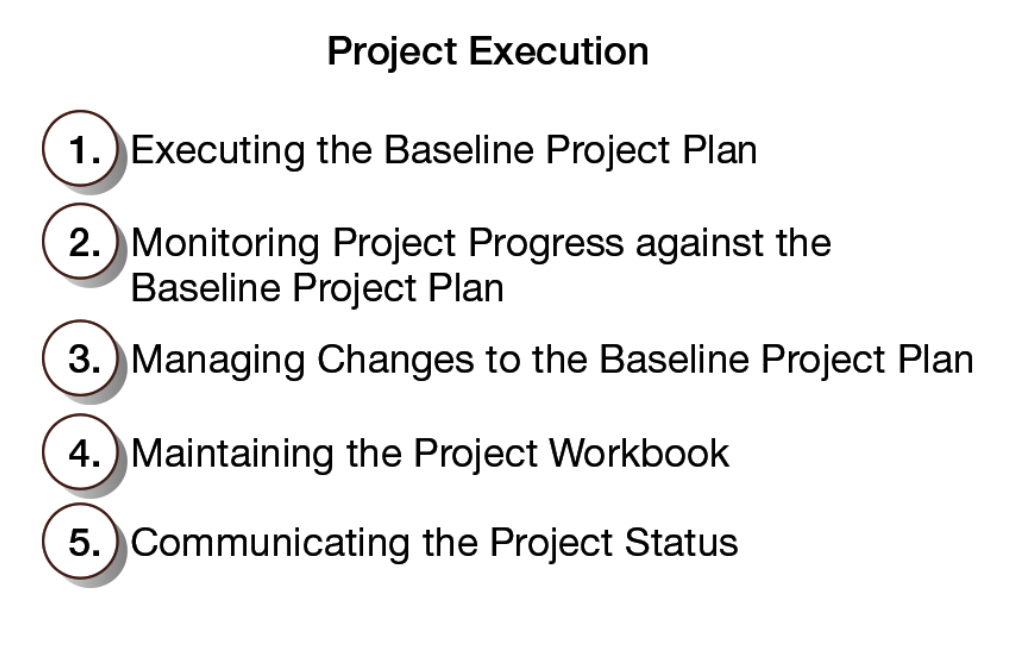 Project Execution
1. Executing the Baseline Project Plan
2. Monitoring Project Progress against the
Baseline Project Plan
3. Managing Changes to the Baseline Project Plan
4. Maintaining the Project Workbook
5. Communicating the Project Status